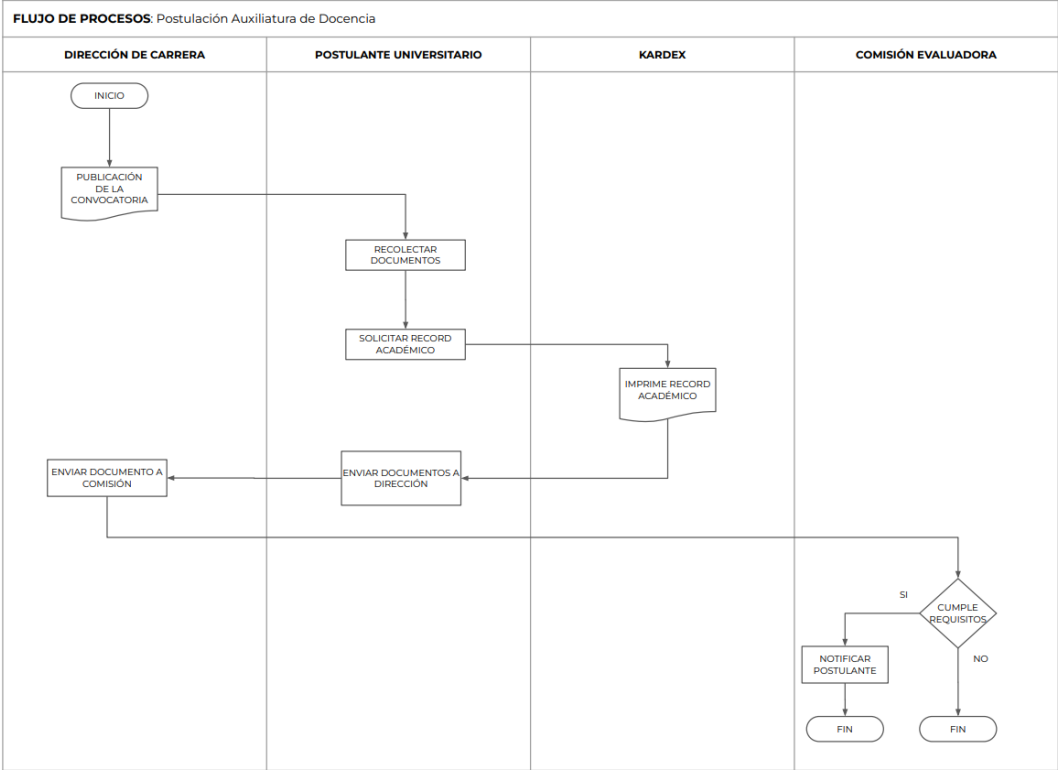 FLUJO DE PROCESOS: Postulación Auxiliatura de Docencia
DIRECCIÓN DE CARRERA
POSTULANTE UNIVERSITARIO
KARDEX
COMISIÓN EVALUADORA
INICIO
PUBLICACIÓN
DE LA
CONVOCATORIA
RECOLECTAR
DOCUMENTOS
SOLICITAR RECORD
ACADÉMICO
IMPRIME RECORD
ACADÉMICO
ENVIAR DOCUMENTOS A
DIRECCIÓN
ENVIAR DOCUMENTO A
COMISIÓN
CUMPLE
REQUISITOS
SI
NO
NOTIFICAR
POSTULANTE
FIN
FIN